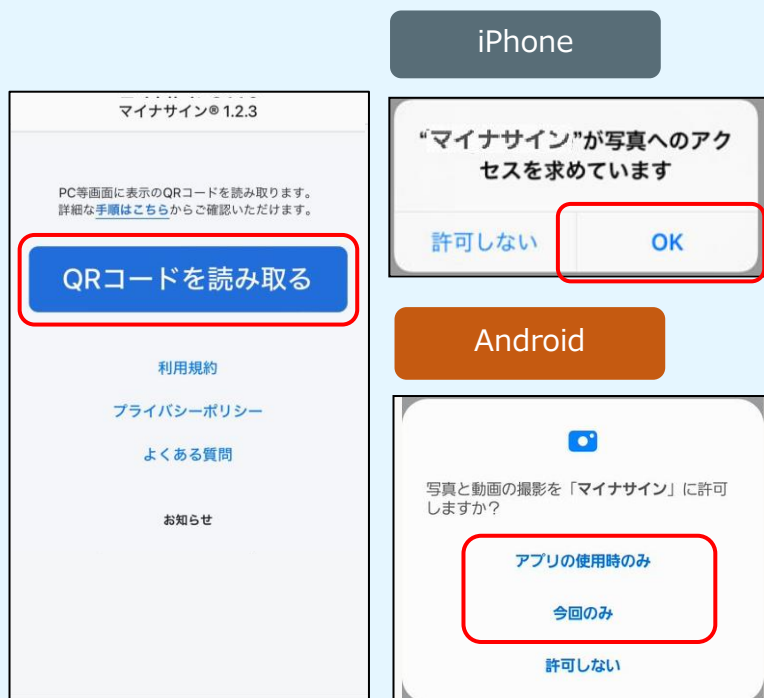 マイナサイン® 1.2.3
PC等画面に表示のQRコードを読み取ります。
詳細な手順はこちらからご確認いただけます。
QRコードを読み取る
利用規約
プライバシーポリシー
よくある質問
お知らせ
iPhone
“マイナサイン”が写真へのアク
セスを求めています
許可しない
OK
Android
写真と動画の撮影を「マイナサイン」に許可
しますか？
アプリの使用時のみ
今回のみ
許可しない